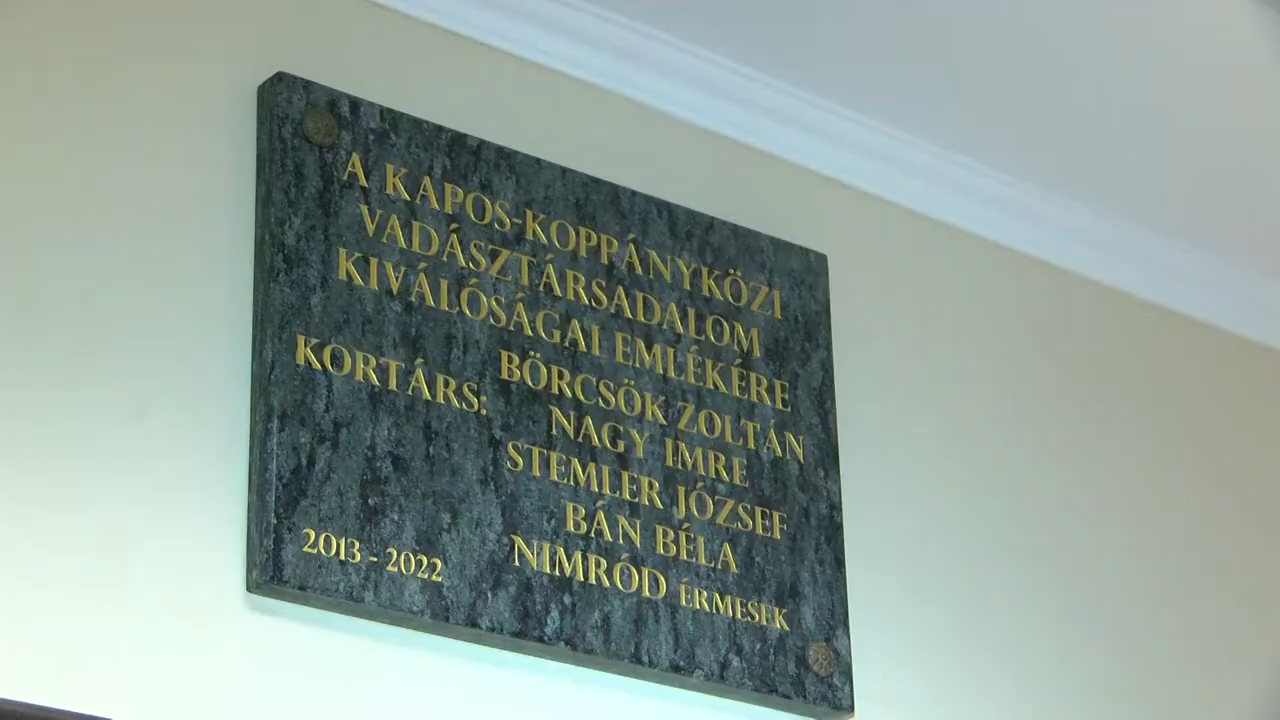 A KAPOS-KOPPÁNYKÖZI
VADÁSZTÁRSADALOM
KIVÁLÓSÁGAI EMLÉKÉRE
KORTÁRS: BÖRCSÖK ZOLTÁN
NAGY IMRE
STEMLER JÓZSEF
BÁN BÉLA
2013 - 2022 NIMRÓD ÉRMESEK